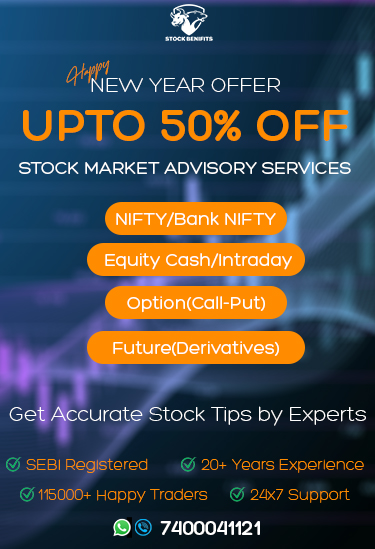 STOCK BENIFITS
Happy
NEW YEAR OFFER
UPTO 50% OFF
STOCK MARKET ADVISORY SERVICES
NIFTY/Bank NIFTY
Equity Cash/Intraday
Option(Call-Put)
Future(Derivatives)
Get Accurate Stock Tips by Experts
SEBI Registered 20+ Years Experience
115000+ Happy Traders 24x7 Support
7400041121